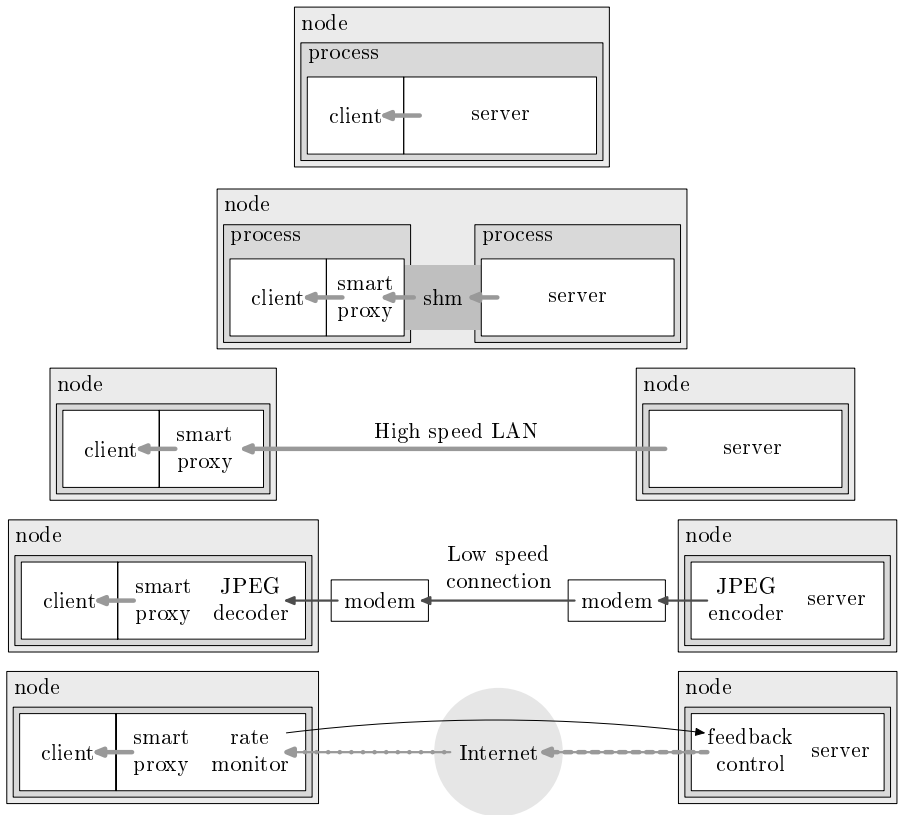 node
process
client
server
node
process
process
client
smart
proxy
shm
server
node
node
client
smart
proxy
High speed LAN
server
node
node
client
smart
proxy
JPEG
decoder
modem
Low speed
connection
modem
JPEG
encoder
server
node
node
client
smart
proxy
rate
monitor
Internet
feedback
control
server